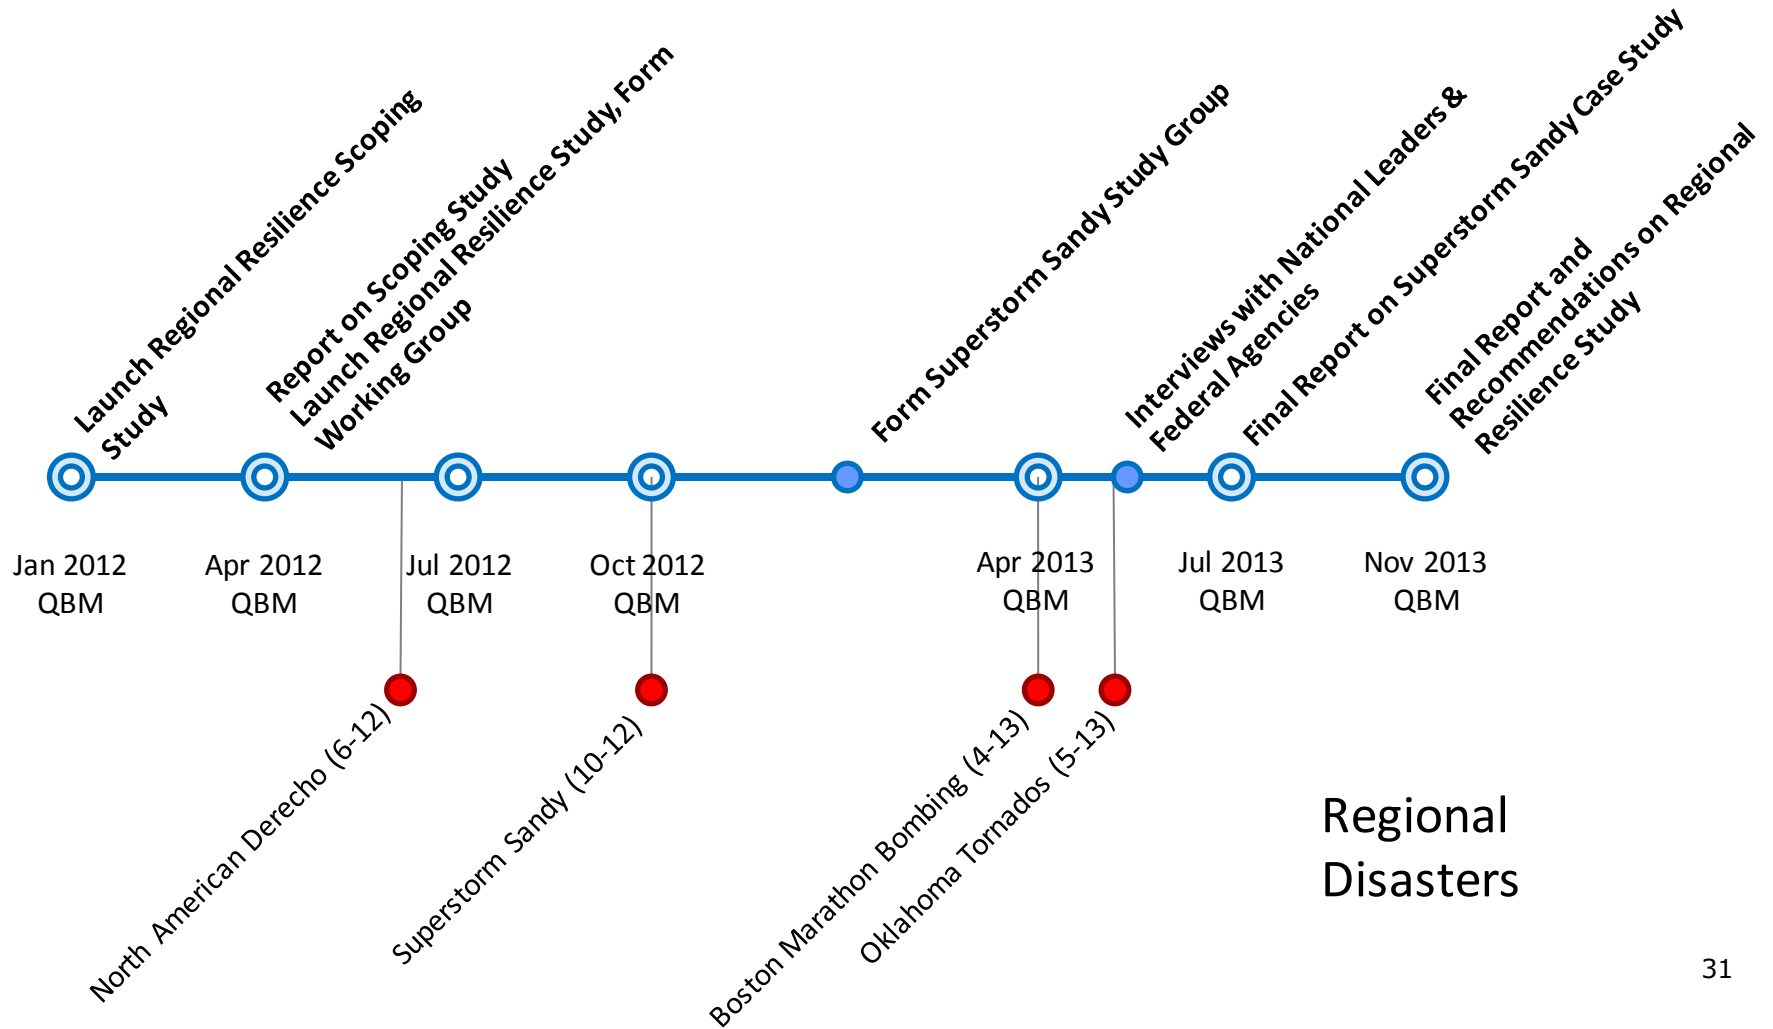 Launch Regional Resilience Scoping
Study
Report on Scoping Study
Launch Regional Resilience Study, Form
Working Group
Form Superstorm Sandy Study Group
Interviews with National Leaders &
Federal Agencies
Final Report on Superstorm Sandy Case Study
Final Report and
Recommendations on Regional
Resilience Study
Jan 2012
QBM
Apr 2012
QBM
Jul 2012
QBM
Oct 2012
QBM
Apr 2013
QBM
Jul 2013
QBM
Nov 2013
QBM
North American Derecho (6-12)
Superstorm Sandy (10-12)
Boston Marathon Bombing (4-13)
Oklahoma Tornados (5-13)
Regional
Disasters
31